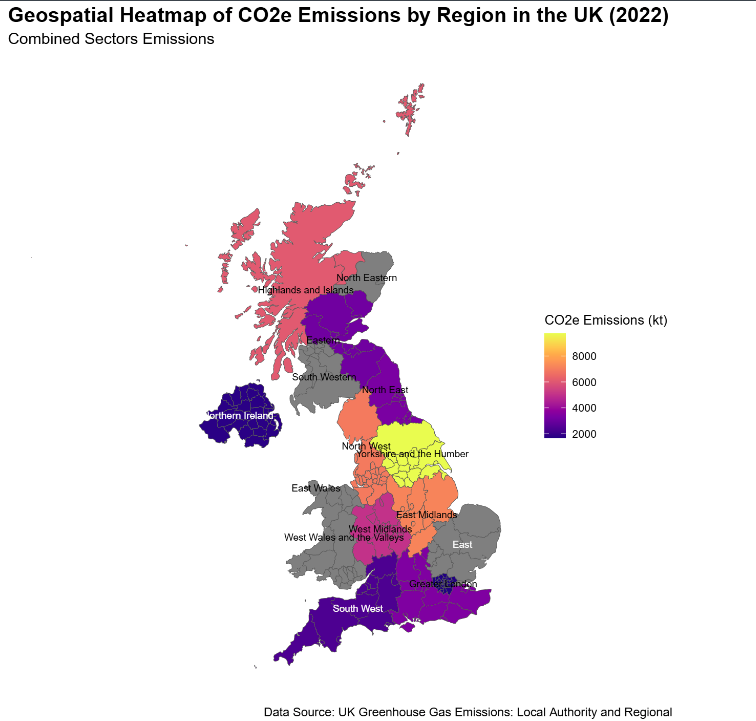 Geospatial Heatmap of CO2e Emissions by Region in the UK (2022)
Combined Sectors Emissions
North Eastern
Highlands and Islands
CO2e Emissions (kt)
8000
6000
4000
2000
Eastern
South Western
North East
orthern Ireland
North West
Yorkshire and the Humber
East Wales
East Midlands
West Midlands
West Wales and the Valleys
East
Greater London
South West
Data Source: UK Greenhouse Gas Emissions: Local Authority and Regional